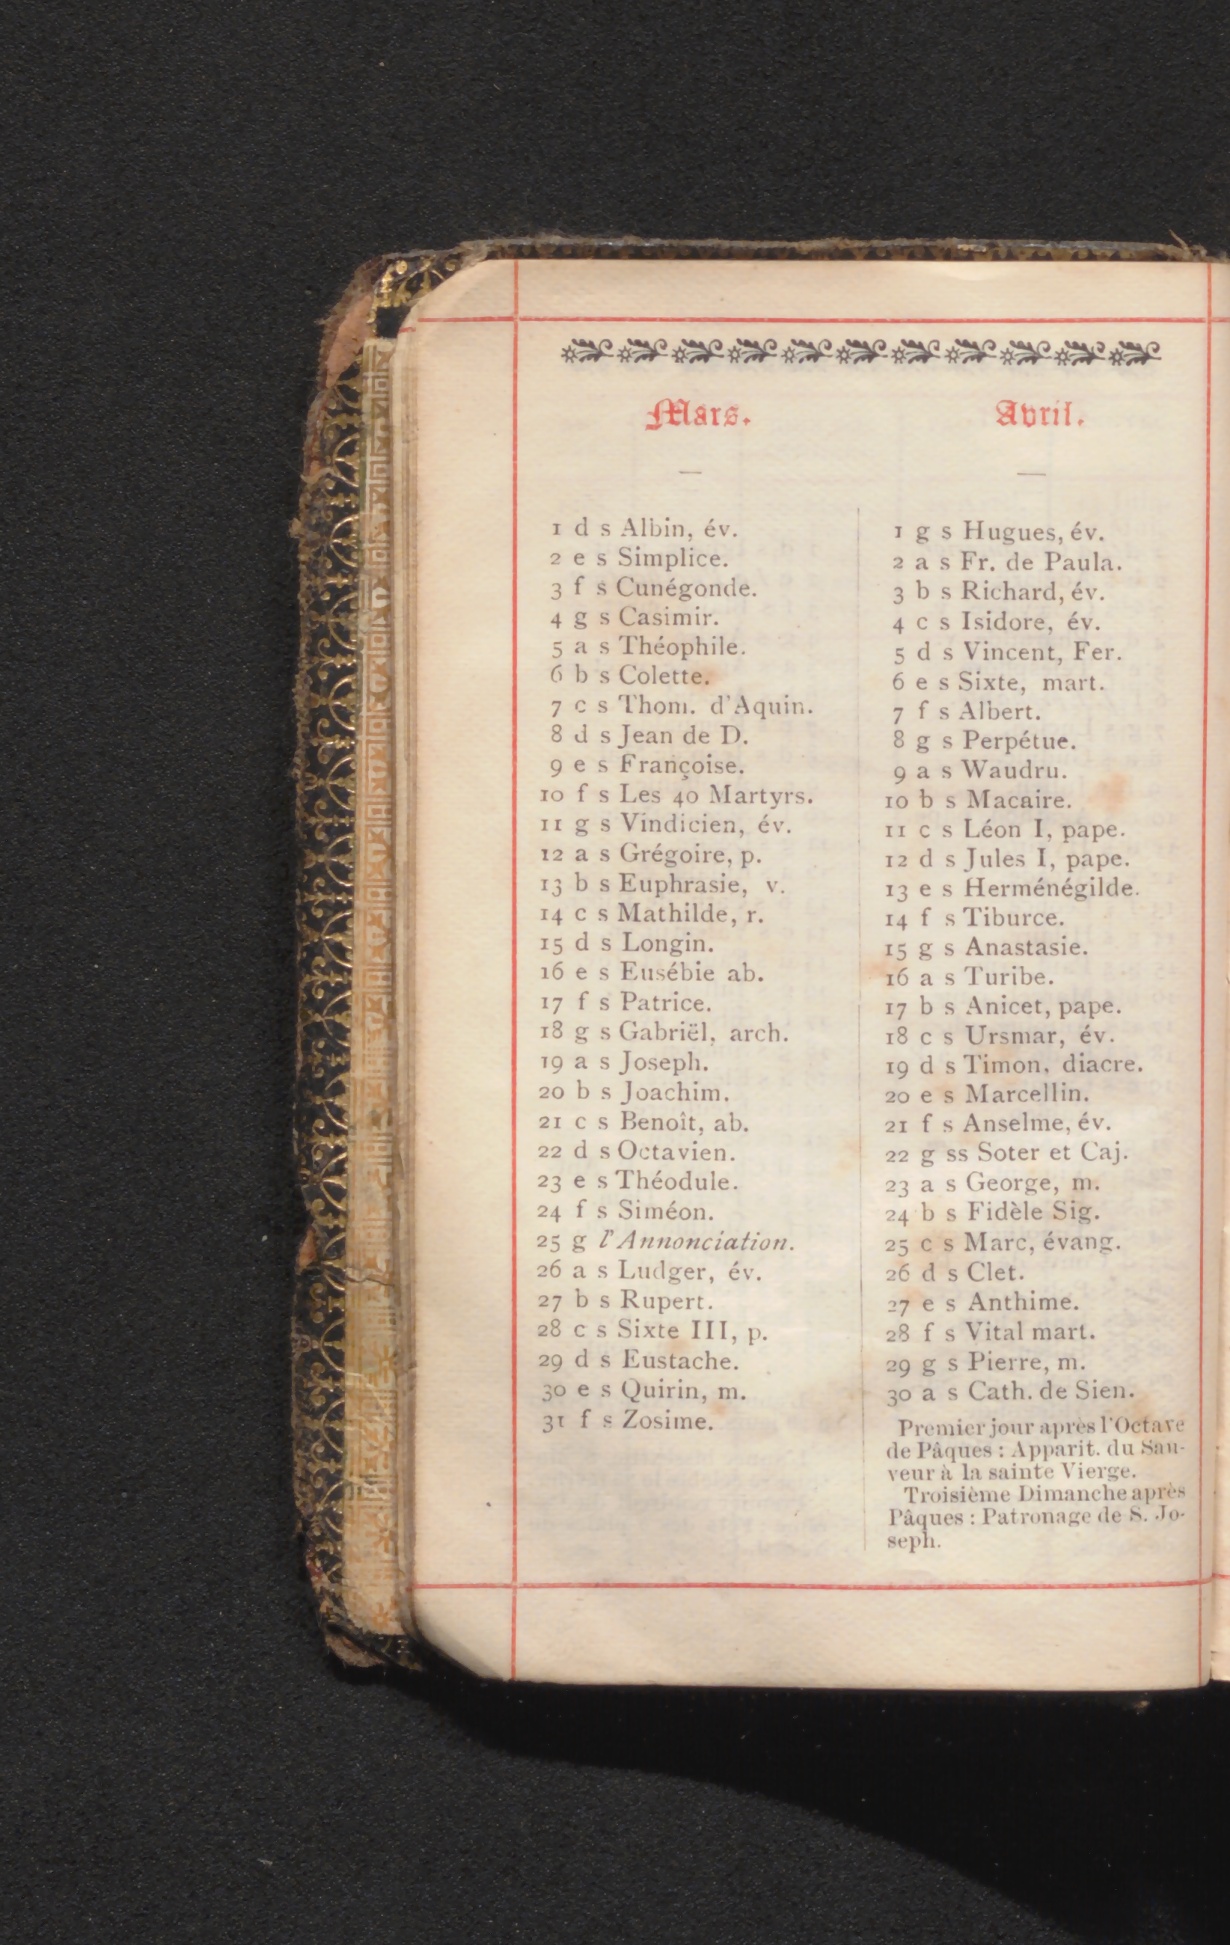 Mars.
1 d s Albin, év.
2 e s Simplice.
3 f s Cunégonde.
4 g s Casimir.
5 a s Théophile.
6 b s Colette.
7 c s Thom. d'Aquin.
8 d s Jean de D.
9 e s Françoise.
10 f s Les 40 Martyrs.
11 g s Vindicien, év.
12 a s Grégoire, p.
13 b s Euphrasie, v.
14 c s Mathilde, r.
15 d s Longin.
16 e s Eusébie ab.
17 f s Patrice.
18 g s Gabriël, arch.
19 a s Joseph.
20 b s Joachim.
21 c s Benoît, ab.
22 d s Octavien.
23 e s Théodule.
24 f s Siméon.
25 g l'Annonciation.
26 a s Ludger, év.
27 b s Rupert.
28 c s Sixte III, p.
29 d s Eustache.
30 e s Quirin, m.
31 f s Zosime.
Avril.
1 g s Hugues, év.
2 a s Fr. de Paula.
3 b s Richard, év.
4 c s Isidore, év.
5 d s Vincent, Fer.
6 e s Sixte, mart.
7 f s Albert.
8 g s Perpétue.
9 a s Waudru.
10 b s Macaire.
11 c s Léon I, pape.
12 d s Jules I, pape.
13 e s Herménégilde.
14 f s Tiburce.
15 g s Anastasie.
16 a s Turibe.
17 b s Anicet, pape.
18 c s Ursmar, év.
19 d s Timon, diacre.
20 e s Marcellin.
21 f s Anselme, év.
22 g ss Soter et Caj.
23 a s George, m.
24 b s Fidèle Sig.
25 c s Marc, évang.
26 d s Clet.
27 e s Anthime.
28 f s Vital mart.
29 g s Pierre, m.
30 a s Cath. de Sien.
Premier jour après l'Octave
de Pâques : Apparit. du Sau-
veur à la sainte Vierge.
Troisième Dimanche après
Pâques : Patronage de S. Jo-
seph.